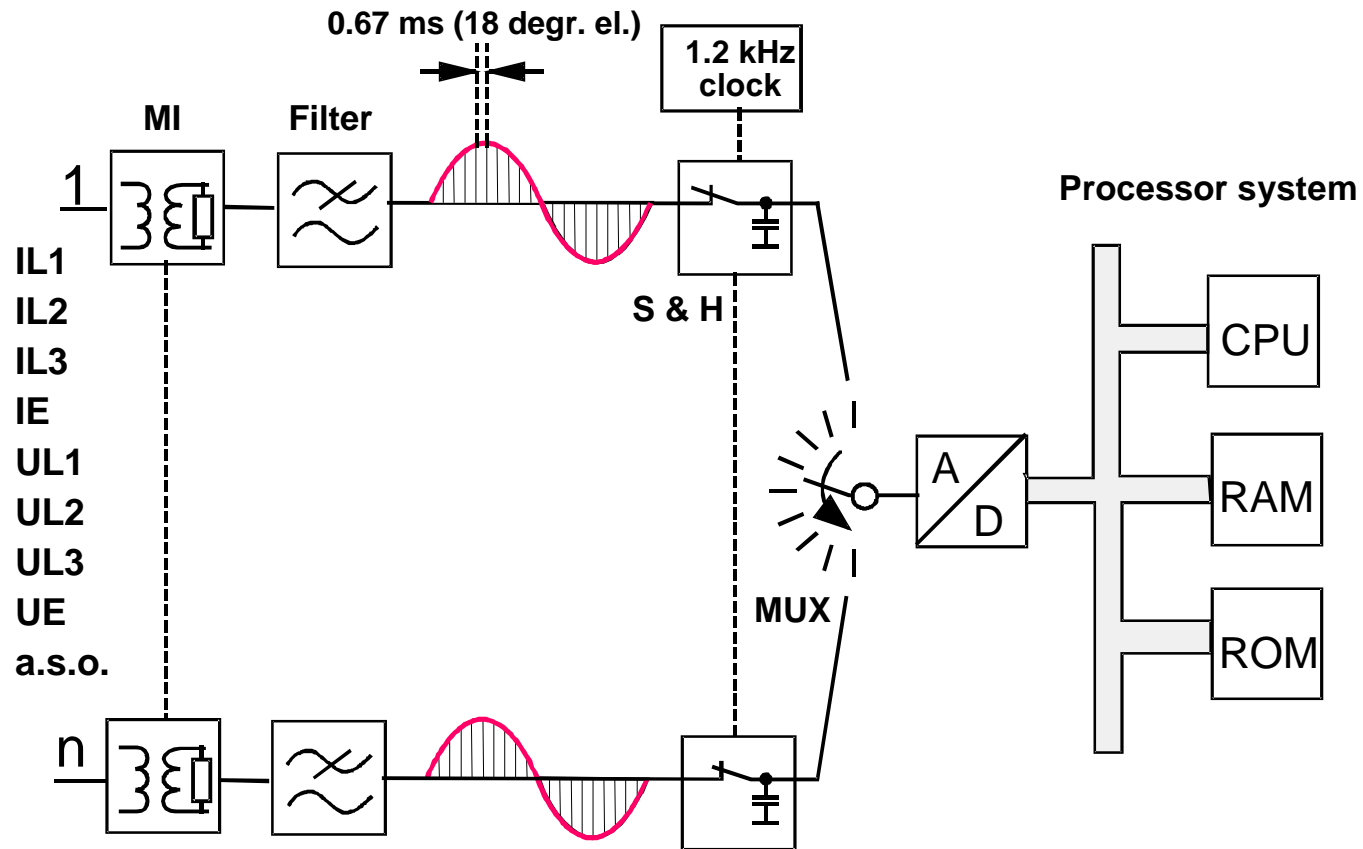 0.67 ms (18 degr. el.)
1.2 kHz
clock
MI
Filter
1
Processor system
IL1
IL2
IL3
IE
UL1
UL2
UL3
UE
a.s.o.
S & H
CPU
A
D
RAM
MUX
ROM
n